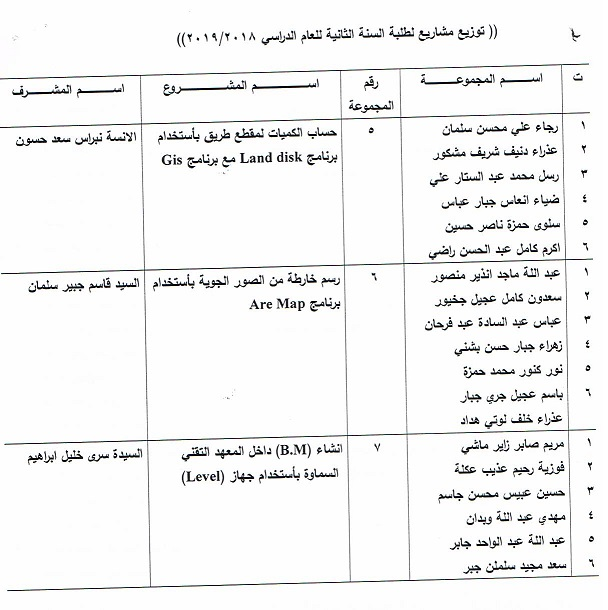 (( توزيع مشاريع لطلبة السنة الثانية للعام الدراسي ٢٠١٩/٢٠١٨))
ت اســم المجموعـــة رقم المجموعة اســـم المشـــروع اســـم المشـــرف
١ رجاء علي محسن سلمان ٥ حساب الكميات لمقطع طريق بأستخدام الانسة نبراس سعد حسون
٢ عذراء دنيف شريف مشكور برنامج Land disk مع برنامج Gis
٣ رسل محمد عبد الستار علي
٤ ضياء انعاس جبار عباس
٥ سلوى حمزة ناصر حسين
٦ اكرم كامل عبد الحسن راضي
١ عبد اللة ماجد انذير منصور ٦ رسم خارطة من الصور الجوية بأستخدام السيد قاسم جبير سلمان
٢ سعدون كامل عجيل جخيور برنامج Are Map
٣ عباس عبد السادة عبد فرحان
٤ زهراء جبار حسن بشني
٥ نور كنور محمد حمزة
٦ باسم عجيل جري جبار
عذراء خلف لوتي هداد
١ مريم صابر زاير ماشي ٧ انشاء (B.M) داخل المعهد التقني السيدة سرى خليل ابراهيم
٢ فوزية رحيم عذيب عكلة السماوة بأستخدام جهاز (Level)
٣ حسين عبيس محسن جاسم
٤ مهدي عبد اللة وبدان
٥ عبد اللة عبد الواحد جابر
٦ سعد مجيد سلملن جبر